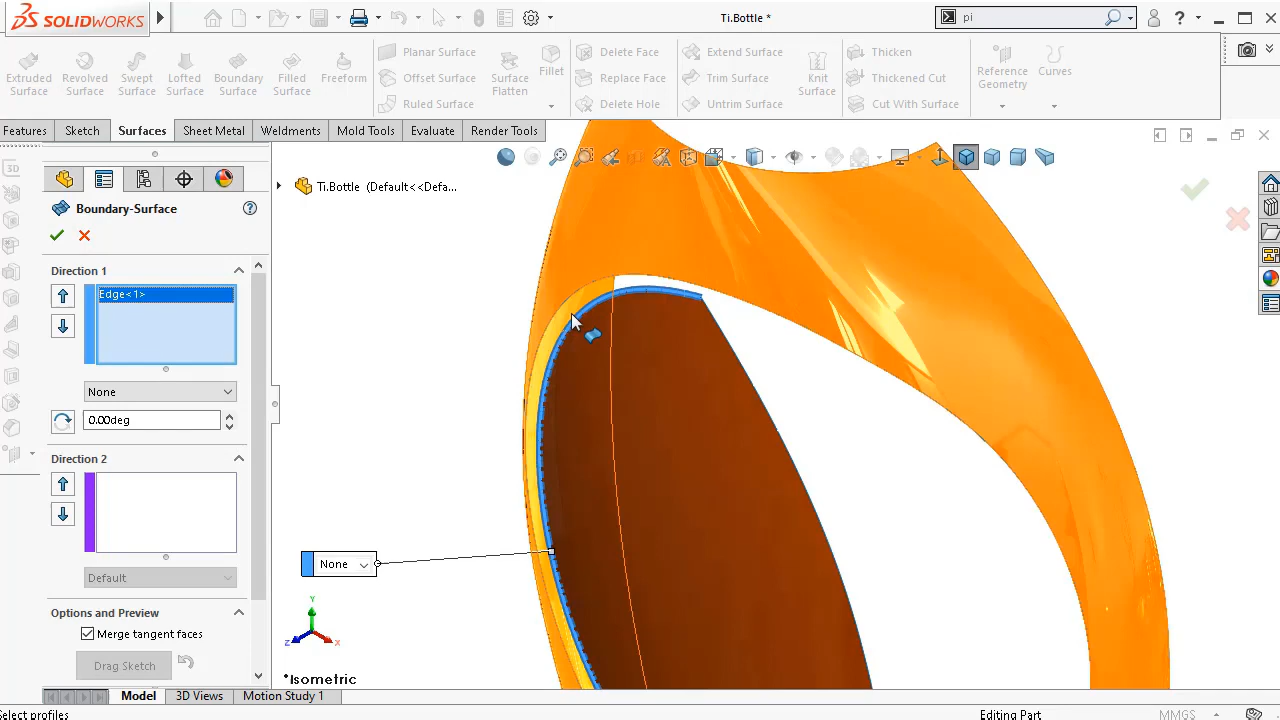 SOLIDWORKS
Ti.Bottle *
pi
Extruded Surface
Revolved Surface
Swept Surface
Lofted Surface
Boundary Surface
Freeform
Planar Surface
Offset Surface
Ruled Surface
Surface Flatten
Fillet
Delete Face
Replace Face
Delete Hole
Extend Surface
Trim Surface
Untrim Surface
Knit Surface
Thicken
Thickened Cut
Cut With Surface
Reference Geometry
Curves
Features
Sketch
Surfaces
Sheet Metal
Weldments
Mold Tools
Evaluate
Render Tools
Ti.Bottle (Default<<Defa...
Boundary-Surface
Direction 1
Edge<1>
None
0.00deg
Direction 2
Default
Options and Preview
Merge tangent faces
Drag Sketch
None
Y
Z
X
*Isometric
Model
3D Views
Motion Study 1
Select profiles
Editing Part
MMGS